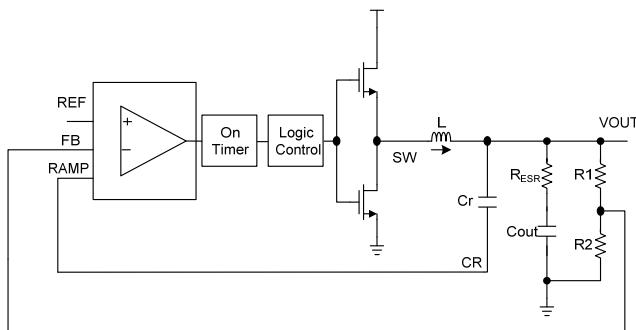 REF
FB
RAMP
+
−
On
Timer
Logic
Control
SW
L
VOUT
Cr
CR
RESR
Cout
R1
R2